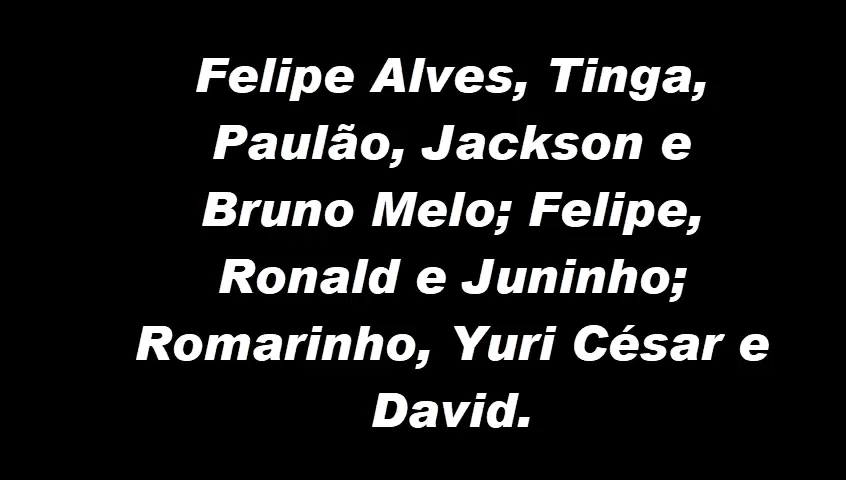 Felipe Alves, Tinga,
Paulão, Jackson e
Bruno Melo; Felipe,
Ronald e Juninho;
Romarinho, Yuri César e
David.